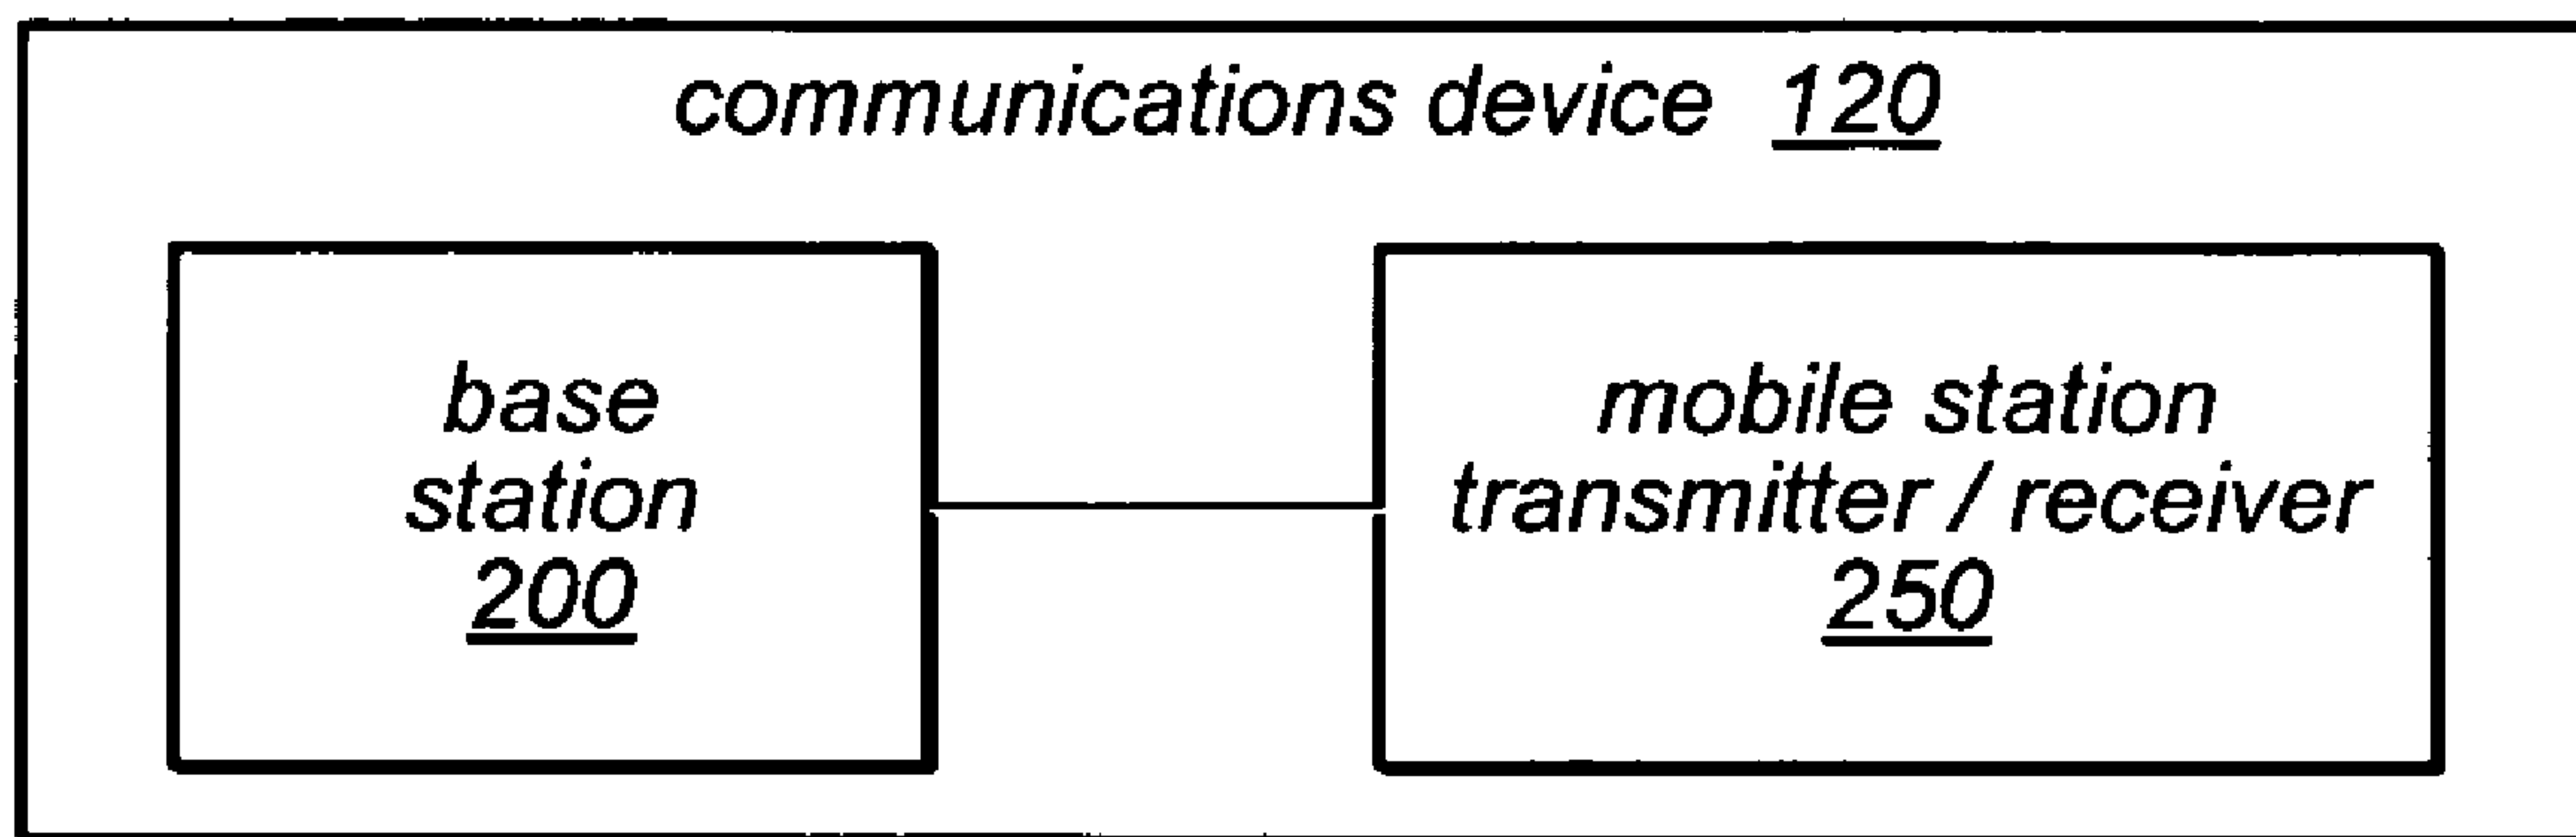 communications device 120
base
station
200
mobile station
transmitter / receiver
250